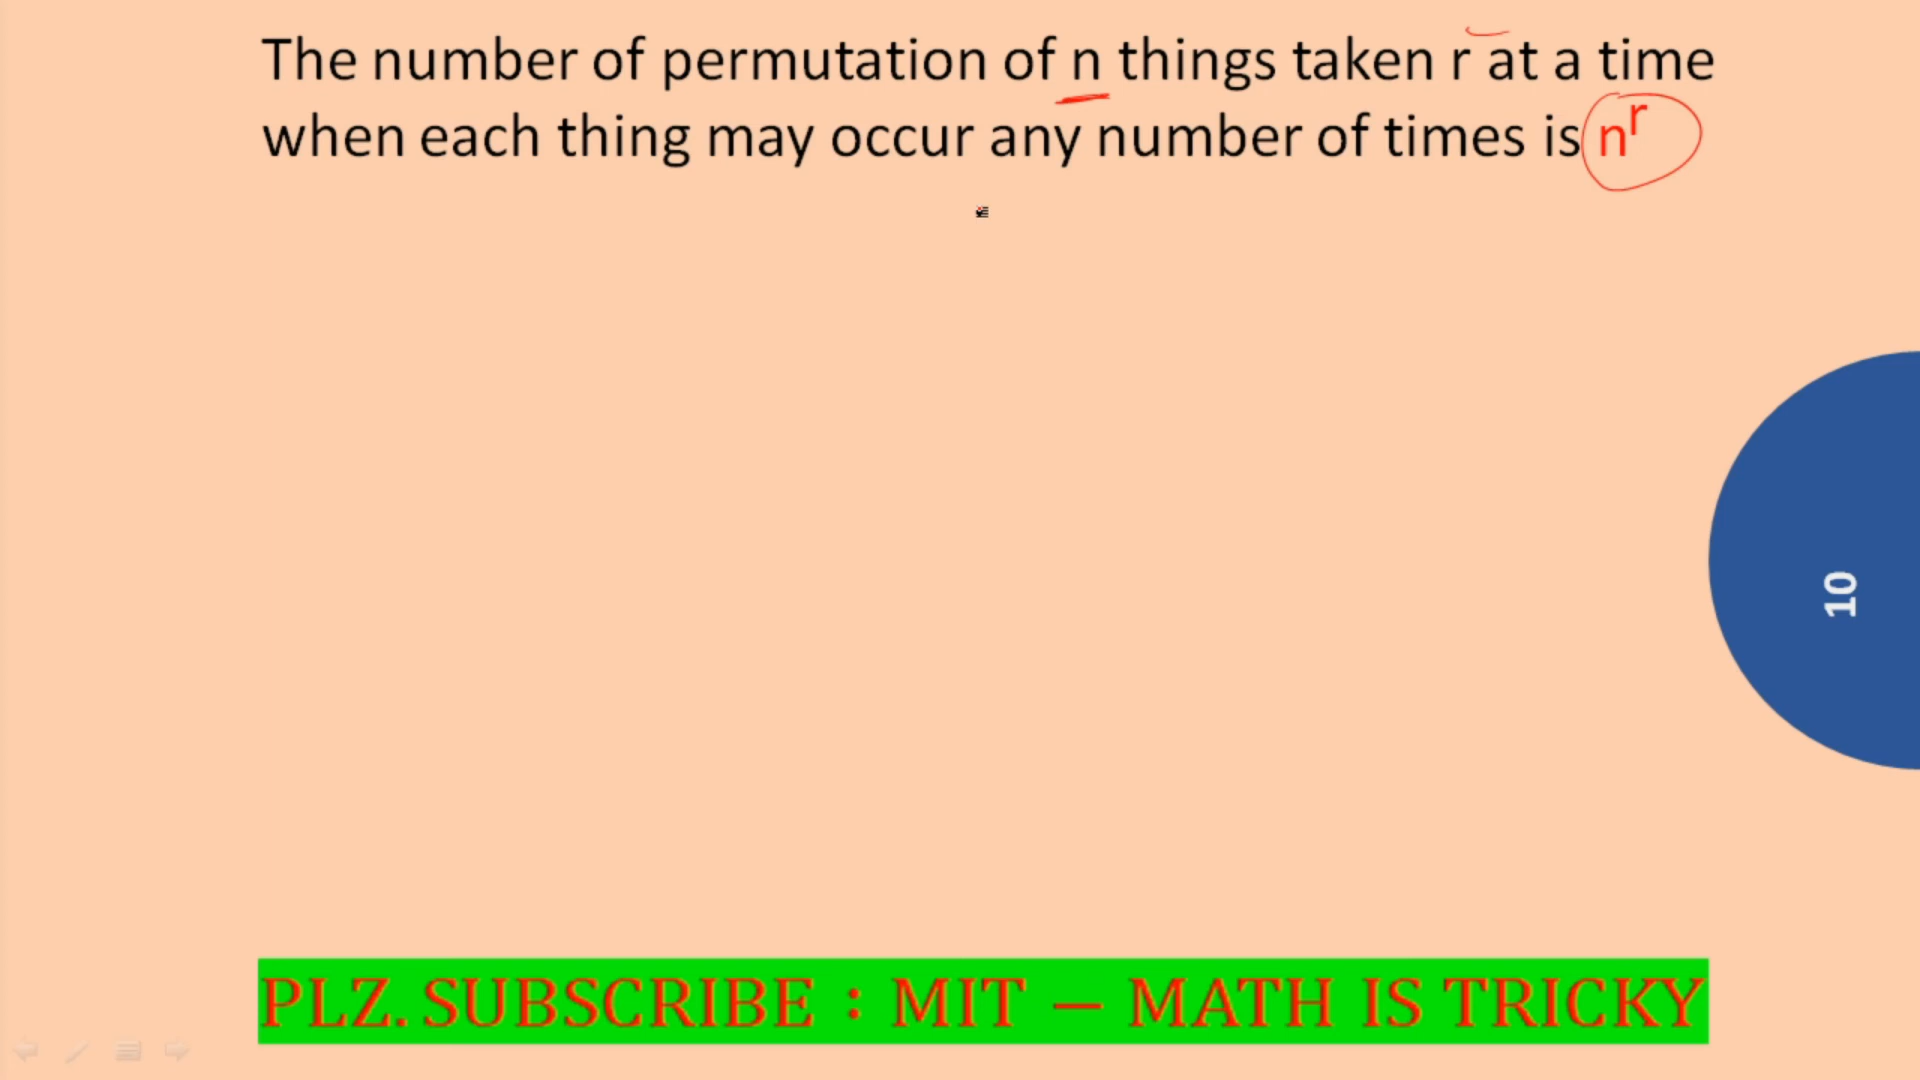 The number of permutation of n things taken r at a time
when each thing may occur any number of times is nʳ
10
PLZ. SUBSCRIBE : MIT – MATH IS TRICKY